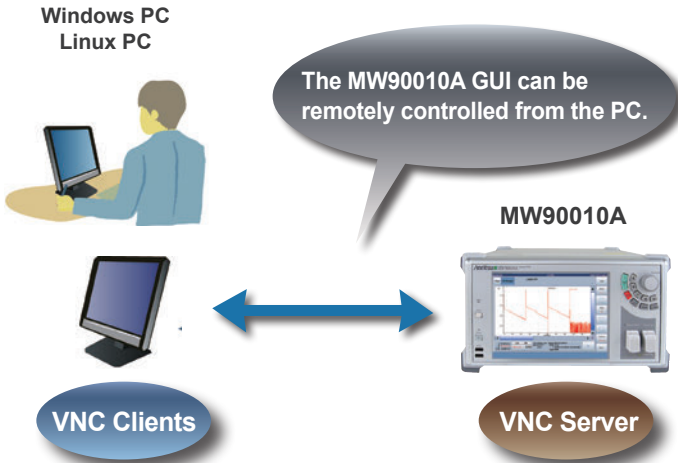 Windows PC
Linux PC
The MW90010A GUI can be
remotely controlled from the PC.
MW90010A
VNC Clients
VNC Server